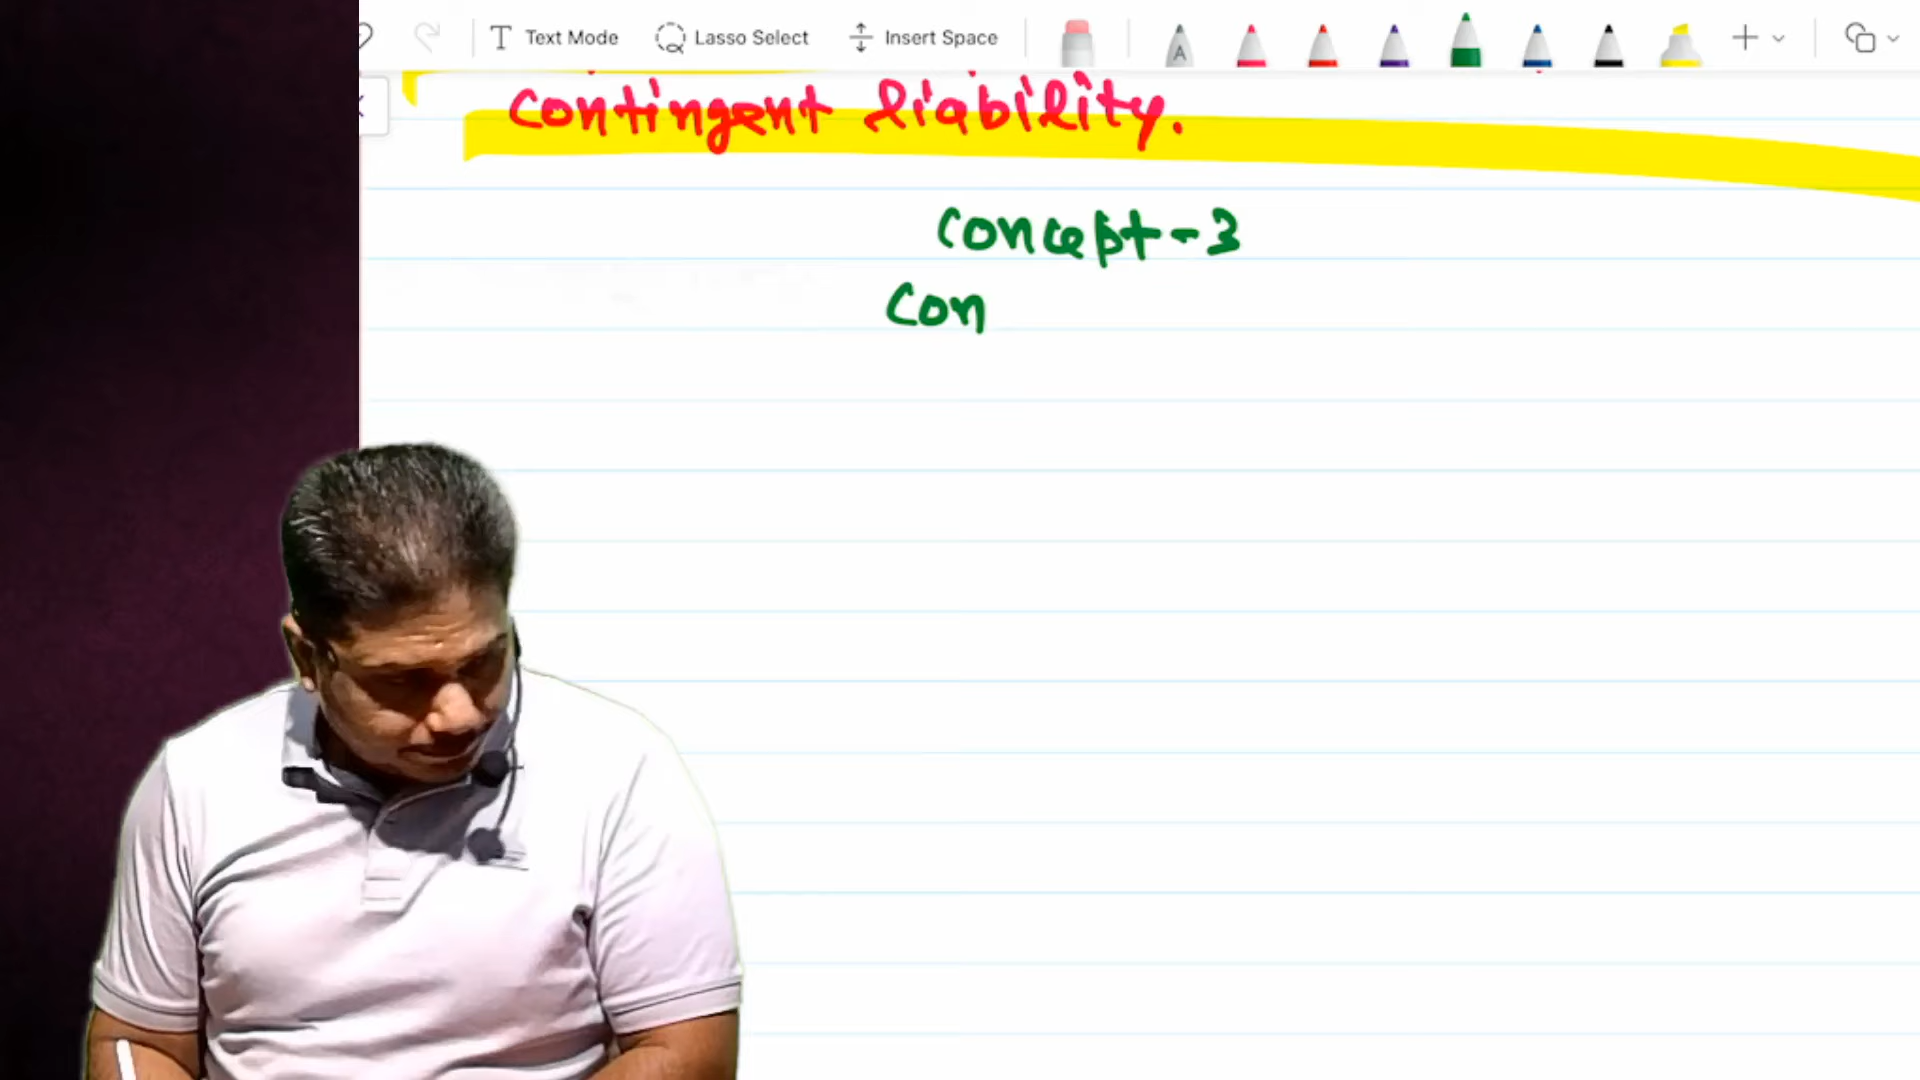 Text Mode Lasso Select Insert Space
A
contingent liability.
Concept-3
Con